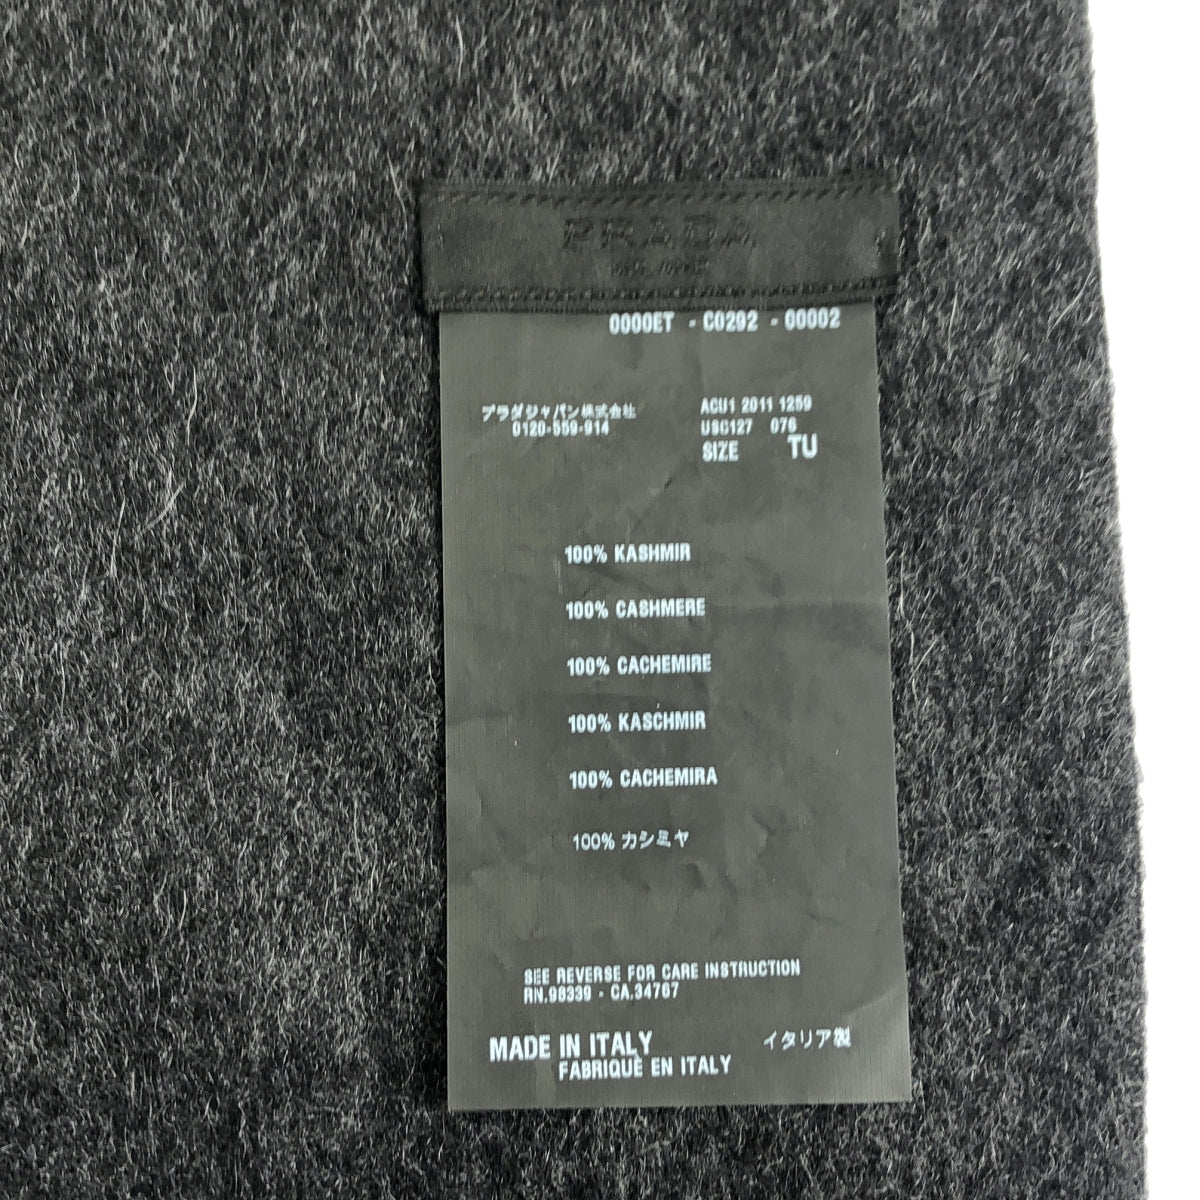 PRADA
MILANO
0000ET - C0292 - 00002
プラダジャパン株式会社
0120-559-914
ACU1 2011 1259
USC127 076
SIZE TU
100% KASHMIR
100% CASHMERE
100% CACHEMIRE
100% KASCHMIR
100% CACHEMIRA
100% カシミヤ
SEE REVERSE FOR CARE INSTRUCTION
RN.98339 - CA.34767
MADE IN ITALY
FABRIQUE EN ITALY
イタリア製